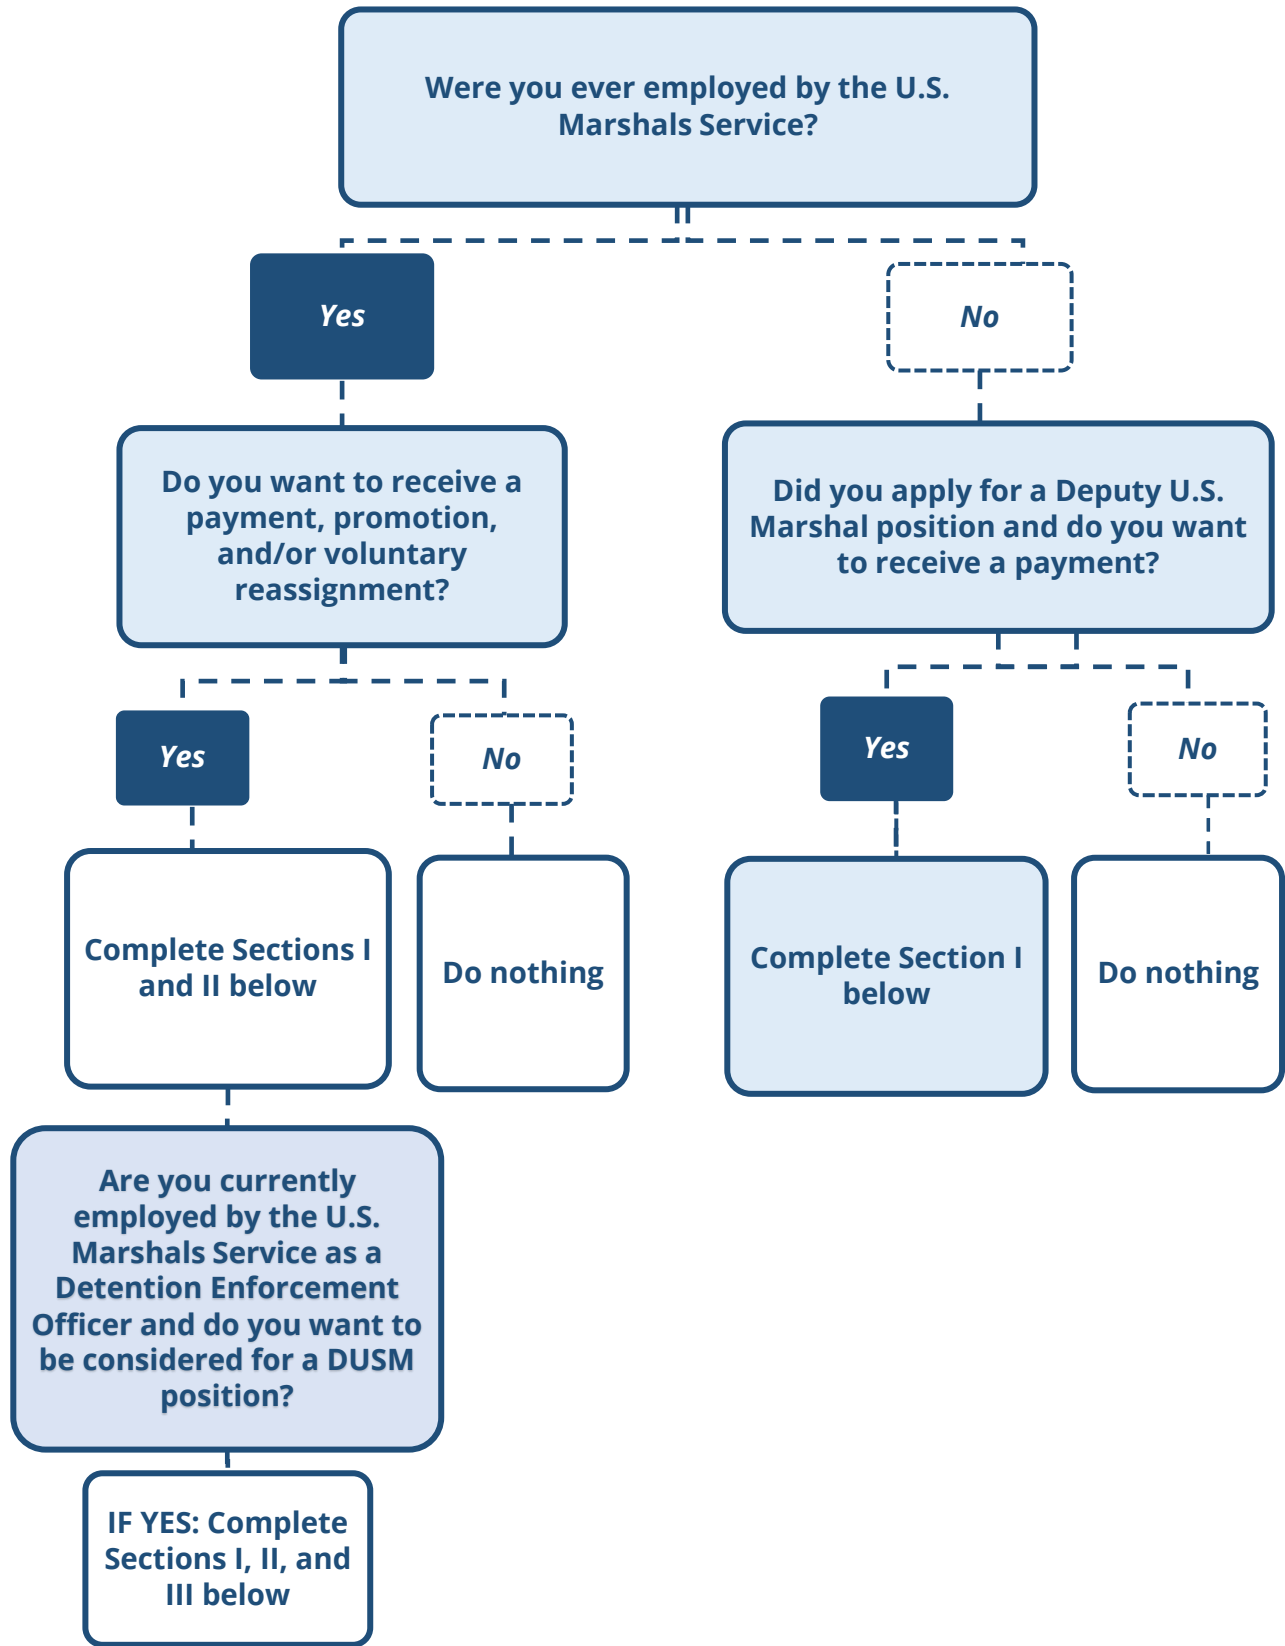 Were you ever employed by the U.S.
Marshals Service?
Yes
No
Do you want to receive a
payment, promotion,
and/or voluntary
reassignment?
Did you apply for a Deputy U.S.
Marshal position and do you want
to receive a payment?
Yes
No
Yes
No
Complete Sections I
and II below
Do nothing
Complete Section I
below
Do nothing
Are you currently
employed by the U.S.
Marshals Service as a
Detention Enforcement
Officer and do you want to
be considered for a DUSM
position?
IF YES: Complete
Sections I, II, and
III below